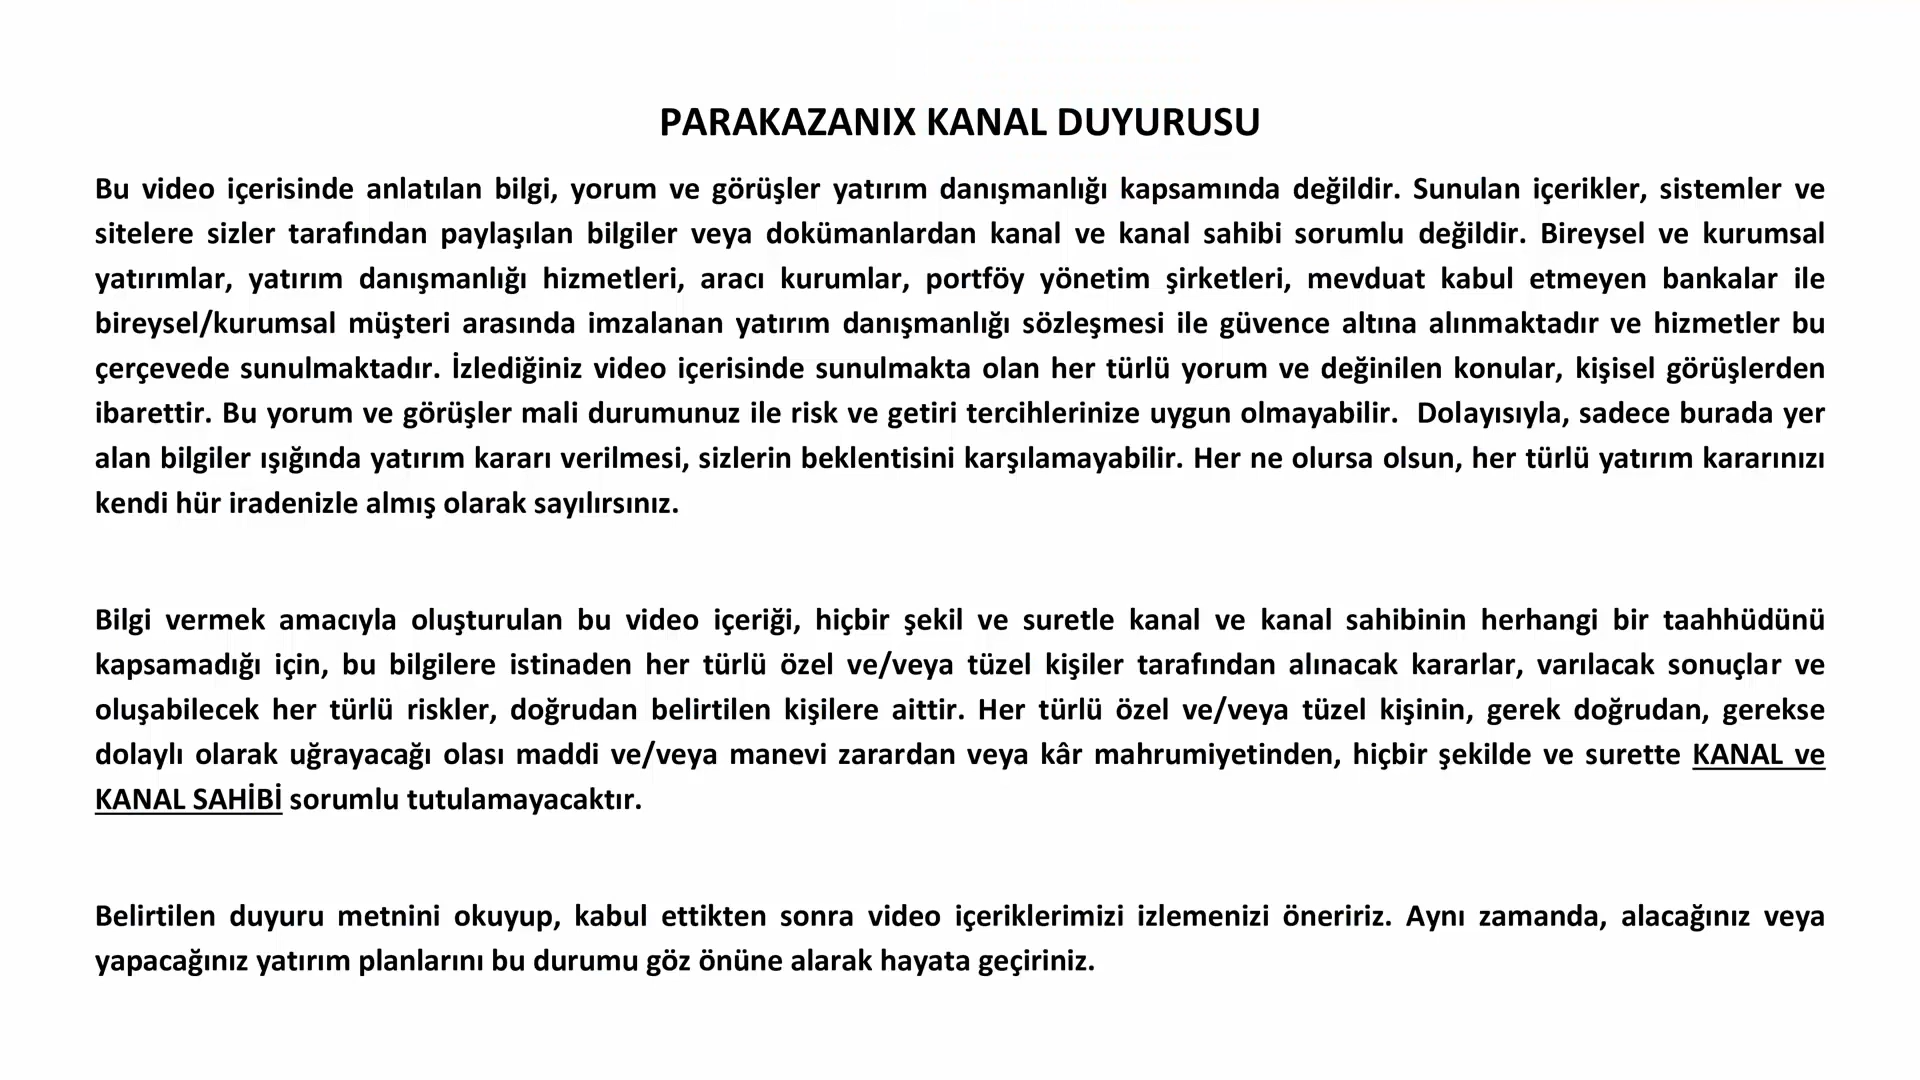 PARAKAZANIX KANAL DUYURUSU
Bu video içerisinde anlatılan bilgi, yorum ve görüşler yatırım danışmanlığı kapsamında değildir. Sunulan içerikler, sistemler ve
sitelere sizler tarafından paylaşılan bilgiler veya dokümanlardan kanal ve kanal sahibi sorumlu değildir. Bireysel ve kurumsal
yatırımlar, yatırım danışmanlığı hizmetleri, aracı kurumlar, portföy yönetim şirketleri, mevduat kabul etmeyen bankalar ile
bireysel/kurumsal müşteri arasında imzalanan yatırım danışmanlığı sözleşmesi ile güvence altına alınmaktadır ve hizmetler bu
çerçevede sunulmaktadır. İzlediğiniz video içerisinde sunulmakta olan her türlü yorum ve değinilen konular, kişisel görüşlerden
ibarettir. Bu yorum ve görüşler mali durumunuz ile risk ve getiri tercihlerinize uygun olmayabilir. Dolayısıyla, sadece burada yer
alan bilgiler ışığında yatırım kararı verilmesi, sizlerin beklentisini karşılamayabilir. Her ne olursa olsun, her türlü yatırım kararınızı
kendi hür iradenizle almış olarak sayılırsınız.
Bilgi vermek amacıyla oluşturulan bu video içeriği, hiçbir şekil ve suretle kanal ve kanal sahibinin herhangi bir taahhüdünü
kapsamadığı için, bu bilgilere istinaden her türlü özel ve/veya tüzel kişiler tarafından alınacak kararlar, varılacak sonuçlar ve
oluşabilecek her türlü riskler, doğrudan belirtilen kişilere aittir. Her türlü özel ve/veya tüzel kişinin, gerek doğrudan, gerekse
dolaylı olarak uğrayacağı olası maddi ve/veya manevi zarardan veya kâr mahrumiyetinden, hiçbir şekilde ve surette KANAL ve
KANAL SAHİBİ sorumlu tutulamayacaktır.
Belirtilen duyuru metnini okuyup, kabul ettikten sonra video içeriklerimizi izlemenizi öneririz. Aynı zamanda, alacağınız veya
yapacağınız yatırım planlarını bu durumu göz önüne alarak hayata geçiriniz.